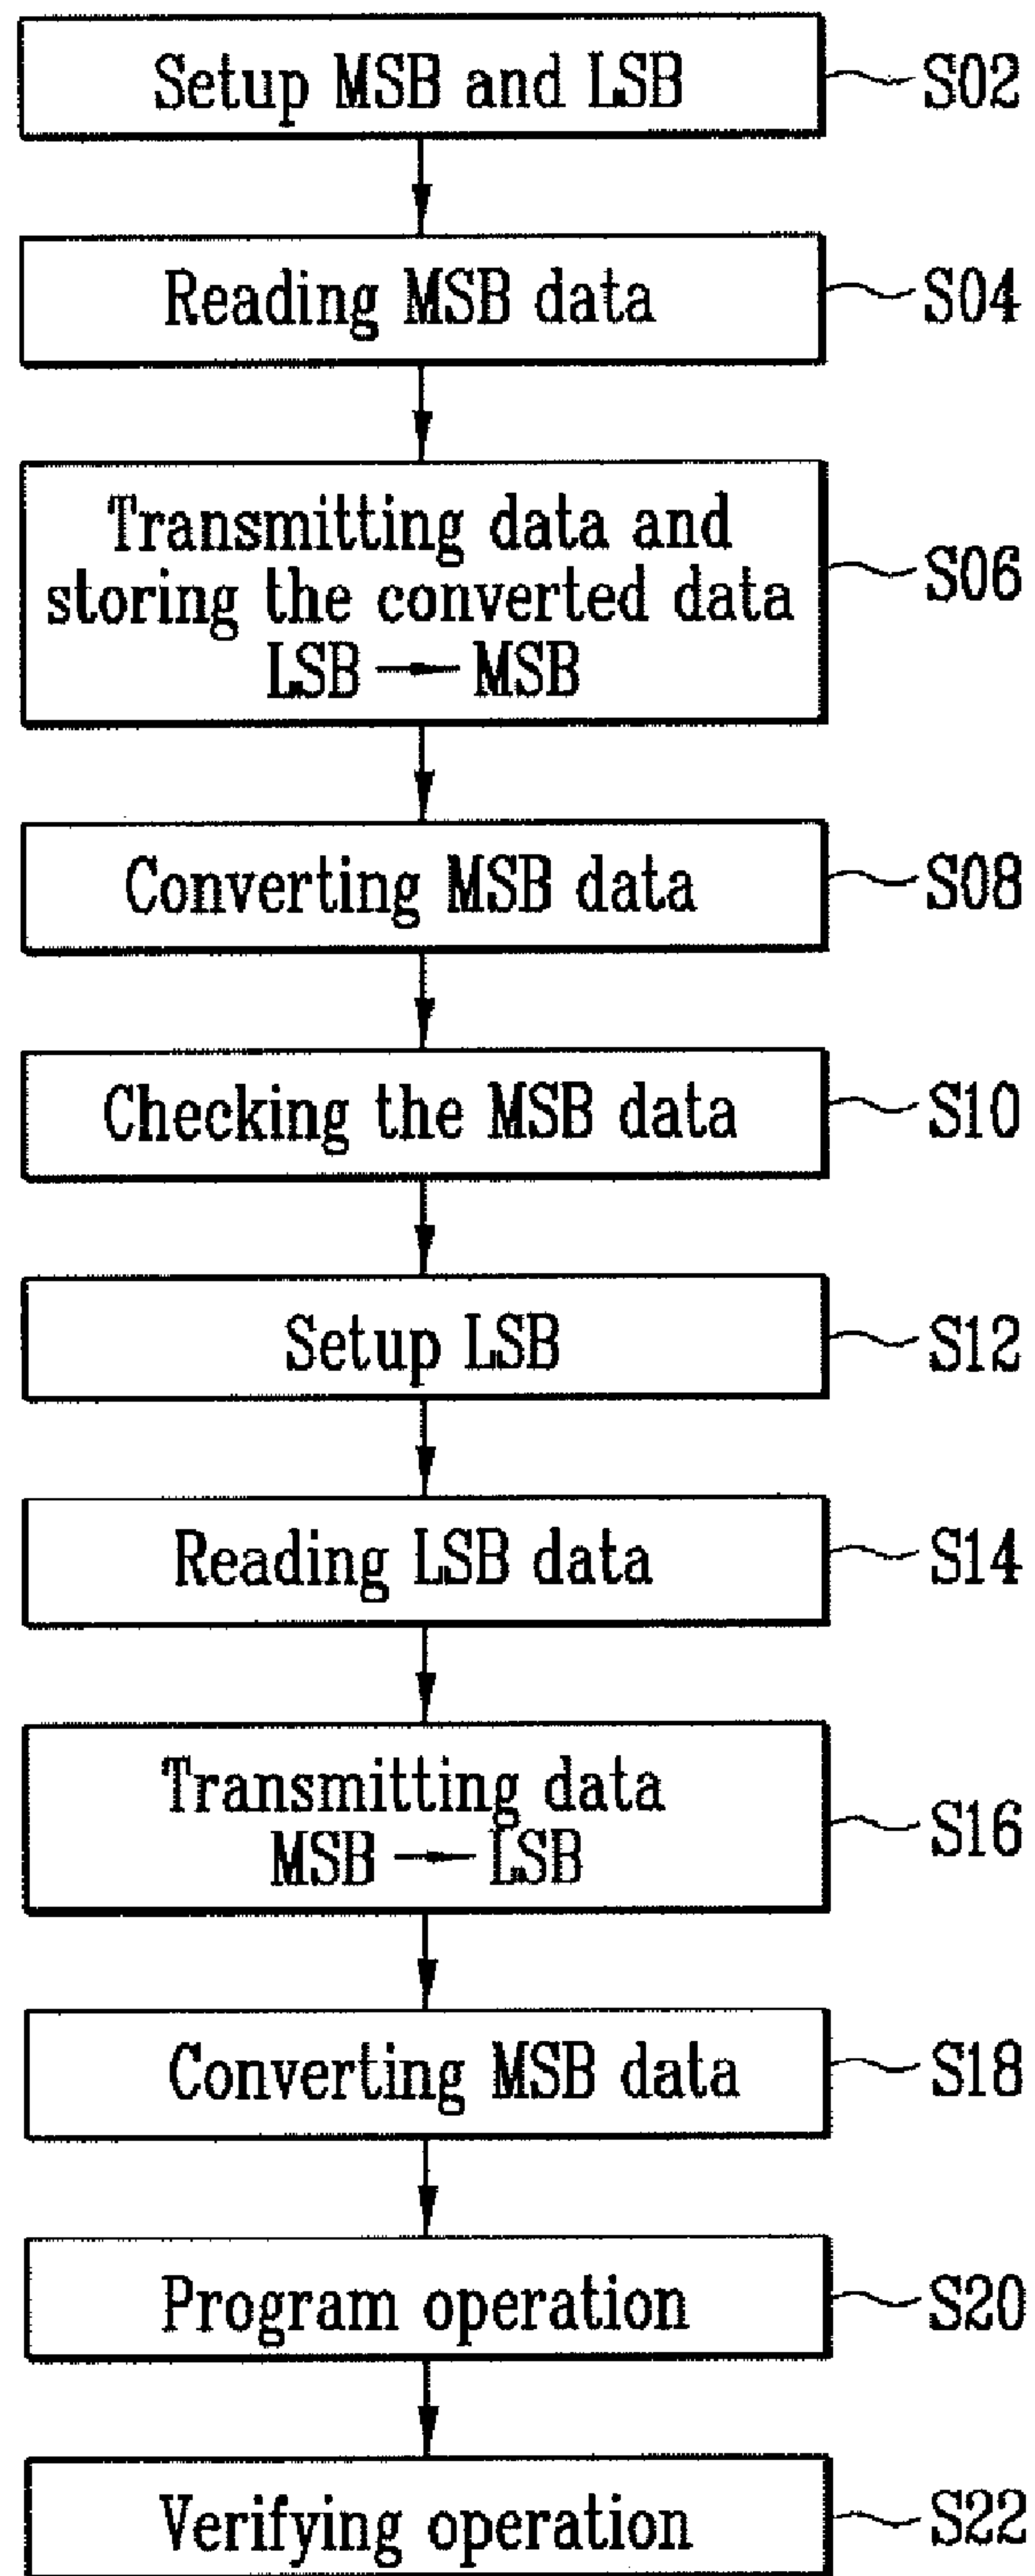 Setup MSB and LSB S02
Reading MSB data S04
Transmitting data and
storing the converted data S06
LSB → MSB
Converting MSB data S08
Checking the MSB data S10
Setup LSB S12
Reading LSB data S14
Transmitting data
MSB → LSB S16
Converting MSB data S18
Program operation S20
Verifying operation S22